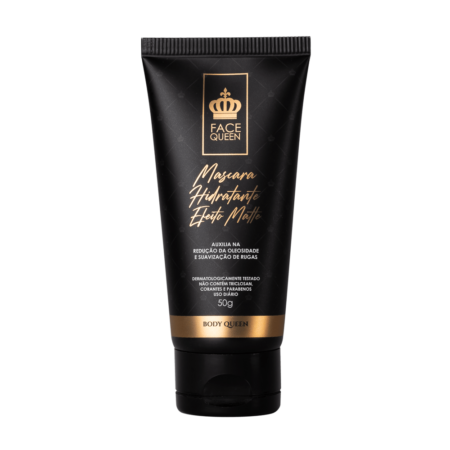 FACE
QUEEN
Mascara
Hidratante
Efeito Matte
AUXILIA NA
REDUÇÃO DA OLEOSIDADE
E SUAVIZAÇÃO DE RUGAS
DERMATOLOGICAMENTE TESTADO
NÃO CONTÉM TRICLOSAN,
CORANTES E PARABENOS
USO DIÁRIO
50g
BODY QUEEN